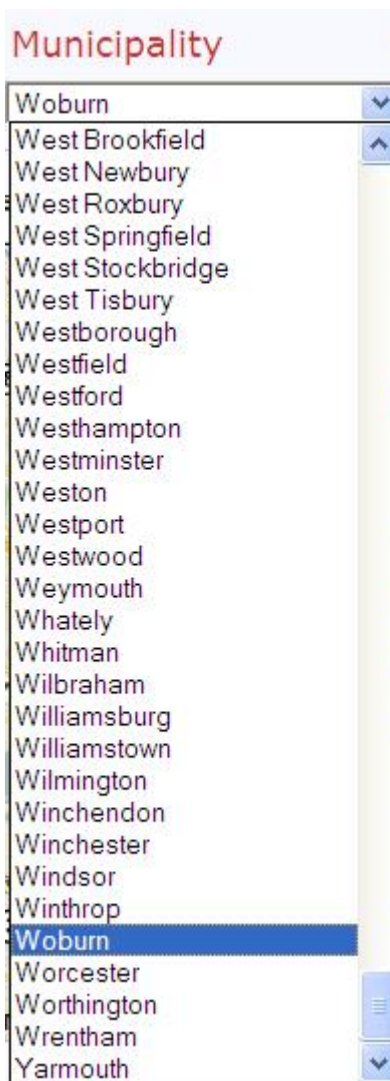 Municipality
Woburn
West Brookfield
West Newbury
West Roxbury
West Springfield
West Stockbridge
West Tisbury
Westborough
Westfield
Westford
Westhampton
Westminster
Weston
Westport
Westwood
Weymouth
Whately
Whitman
Wilbraham
Williamsburg
Williamstown
Wilmington
Winchendon
Winchester
Windsor
Winthrop
Woburn
Worcester
Worthington
Wrentham
Yarmouth